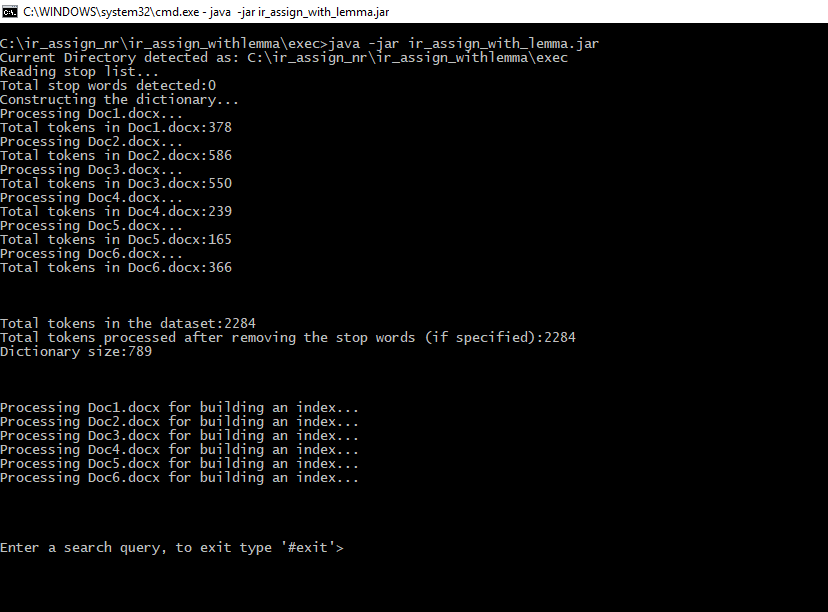 C:\WINDOWS\system32\cmd.exe - java -jar ir_assign_with_lemma.jar
C:\ir_assign_nr\ir_assign_withlemma\exec>java -jar ir_assign_with_lemma.jar
Current Directory detected as: C:\ir_assign_nr\ir_assign_withlemma\exec
Reading stop list...
Total stop words detected:0
Constructing the dictionary...
Processing Doc1.docx...
Total tokens in Doc1.docx:378
Processing Doc2.docx...
Total tokens in Doc2.docx:586
Processing Doc3.docx...
Total tokens in Doc3.docx:550
Processing Doc4.docx...
Total tokens in Doc4.docx:239
Processing Doc5.docx...
Total tokens in Doc5.docx:165
Processing Doc6.docx...
Total tokens in Doc6.docx:366
Total tokens in the dataset:2284
Total tokens processed after removing the stop words (if specified):2284
Dictionary size:789
Processing Doc1.docx for building an index...
Processing Doc2.docx for building an index...
Processing Doc3.docx for building an index...
Processing Doc4.docx for building an index...
Processing Doc5.docx for building an index...
Processing Doc6.docx for building an index...
Enter a search query, to exit type '#exit'>